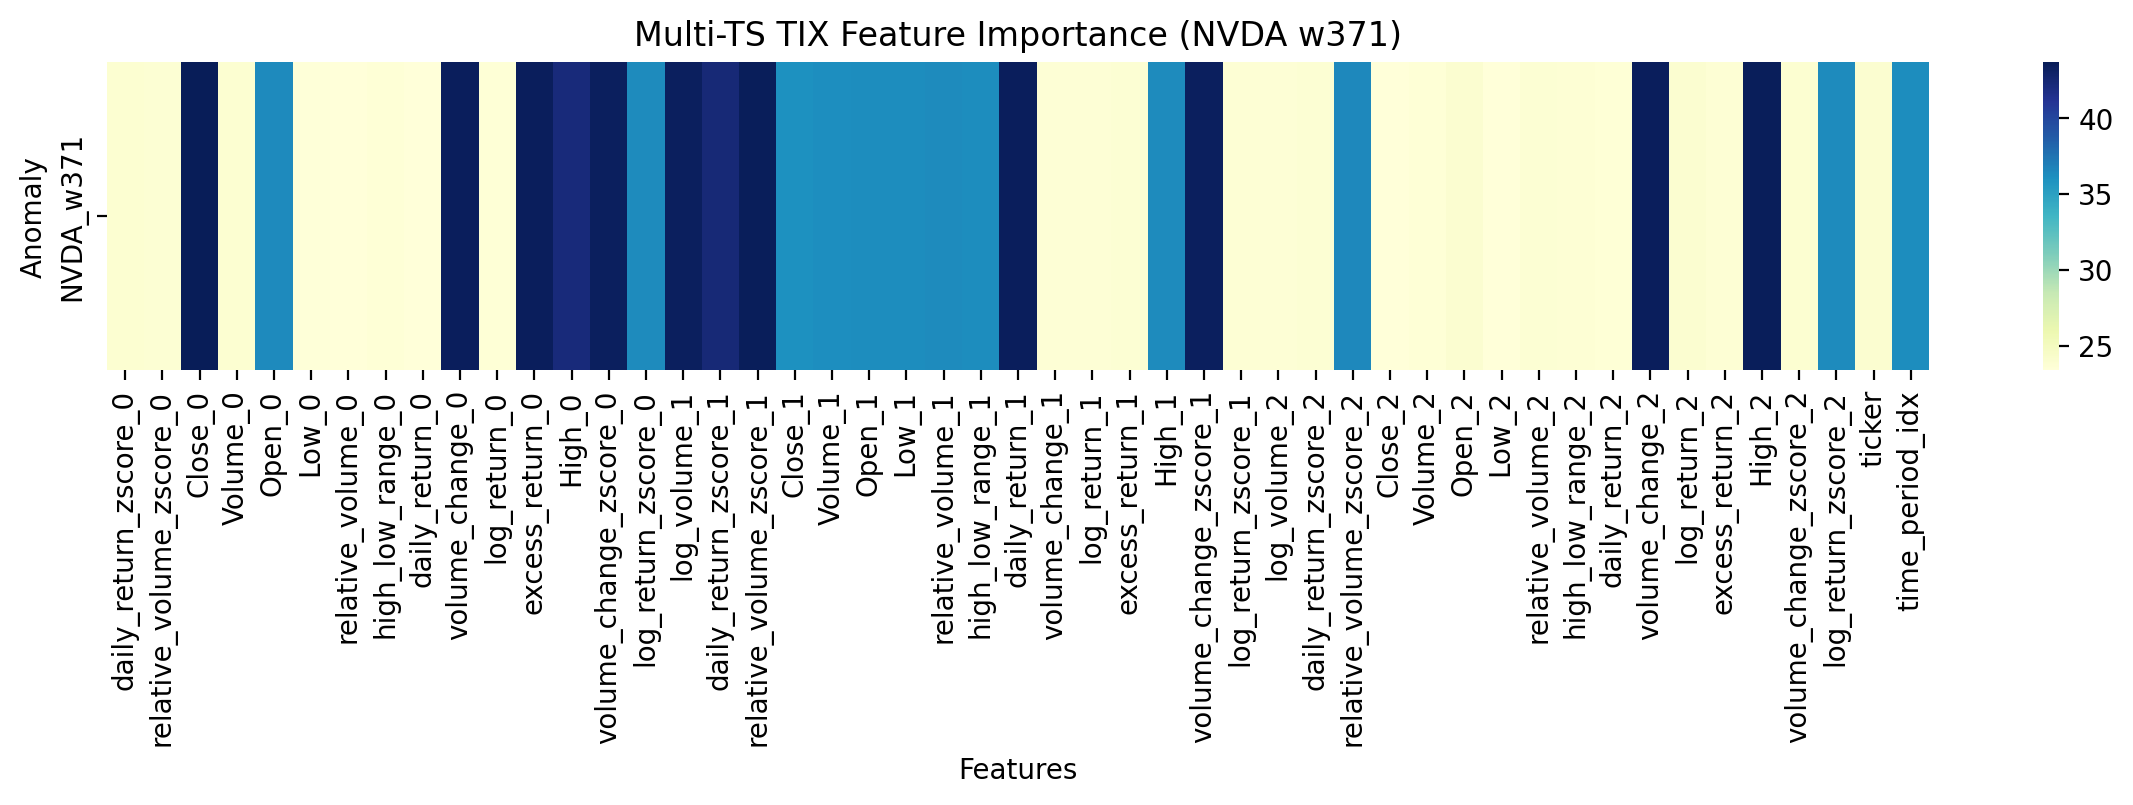 Multi-TS TIX Feature Importance (NVDA w371)
Anomaly
NVDA_w371
40
35
30
25
daily_return_zscore_0
relative_volume_zscore_0
Close_0
Volume_0
Open_0
Low_0
relative_volume_0
high_low_range_0
daily_return_0
volume_change_0
log_return_0
excess_return_0
High_0
volume_change_zscore_0
log_return_zscore_0
log_volume_1
daily_return_zscore_1
relative_volume_zscore_1
Close_1
Volume_1
Open_1
Low_1
relative_volume_1
high_low_range_1
daily_return_1
volume_change_1
log_return_1
excess_return_1
High_1
volume_change_zscore_1
log_return_zscore_1
log_volume_2
daily_return_zscore_2
relative_volume_zscore_2
Close_2
Volume_2
Open_2
Low_2
relative_volume_2
high_low_range_2
daily_return_2
volume_change_2
log_return_2
excess_return_2
High_2
volume_change_zscore_2
log_return_zscore_2
ticker
time_period_idx
Features